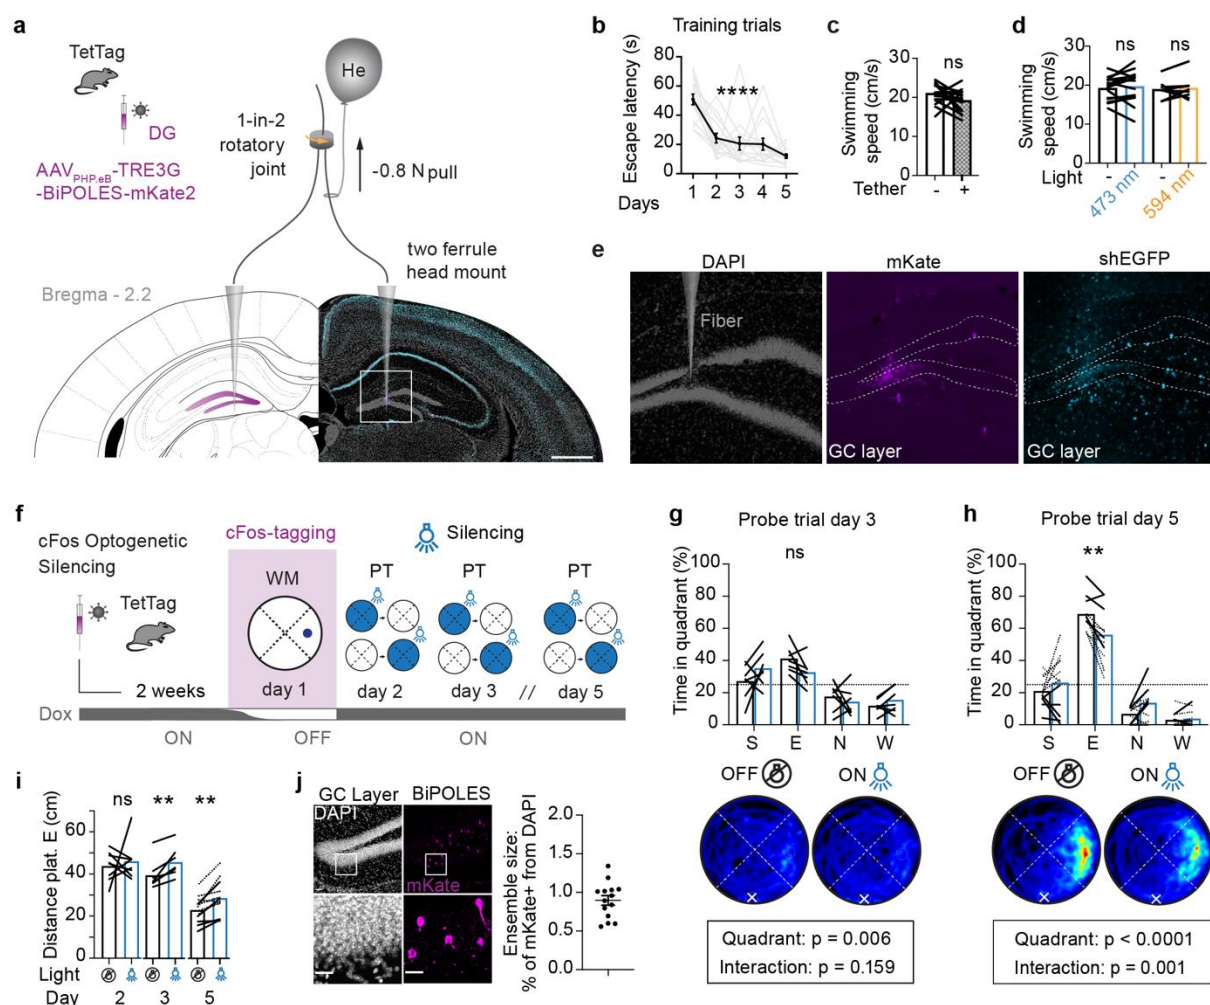 a
TetTag
DG
AAVPHP.eB-TRE3G
-BiPOLES-mKate2
He
1-in-2
rotatory
joint
-0.8 N pull
two ferrule
head mount
Bregma - 2.2
b
Training trials
Escape latency (s)
80
60
40
20
0
****
1 2 3 4 5
Days
c
Swimming
speed (cm/s)
30
20
10
0
ns
Tether - +
d
Swimming
speed (cm/s)
30
20
10
0
ns ns
Light - 473 nm - 594 nm
e
DAPI mKate shEGFP
Fiber
GC layer GC layer
f
cFos Optogenetic
Silencing
TetTag
2 weeks
cFos-tagging
WM
day 1
Silencing
PT PT PT
day 2 day 3 // day 5
Dox
ON OFF ON
g
Probe trial day 3
Time in quadrant (%)
100
80
60
40
20
0
ns
S E N W
OFF ON
Quadrant: p = 0.006
Interaction: p = 0.159
h
Probe trial day 5
Time in quadrant (%)
100
80
60
40
20
0
**
S E N W
OFF ON
Quadrant: p < 0.0001
Interaction: p = 0.001
i
Distance plat. E (cm)
60
40
20
0
ns ** **
Light
Day 2 3 5
j
GC Layer BiPOLES
DAPI
mKate
Ensemble size:
% of mKate+ from DAPI
2.0
1.5
1.0
0.5
0.0